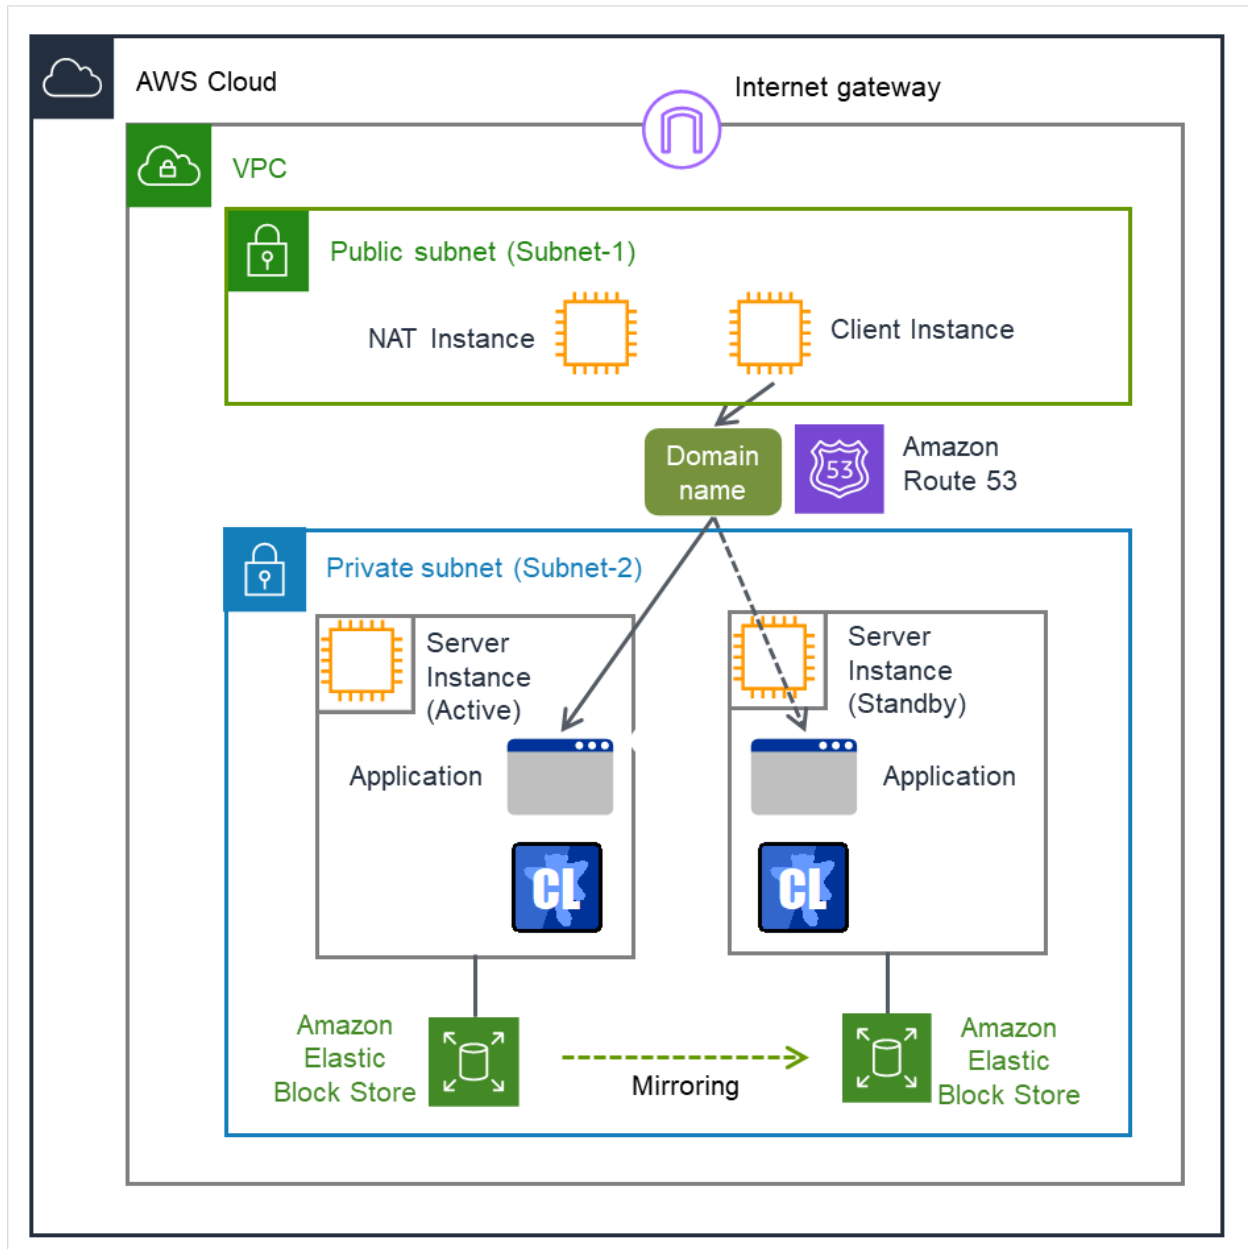 AWS Cloud
Internet gateway
VPC
Public subnet (Subnet-1)
NAT Instance
Client Instance
Domain
name
53
Amazon
Route 53
Private subnet (Subnet-2)
Server
Instance
(Active)
Server
Instance
(Standby)
Application
Application
CL
CL
Amazon
Elastic
Block Store
Mirroring
Amazon
Elastic
Block Store